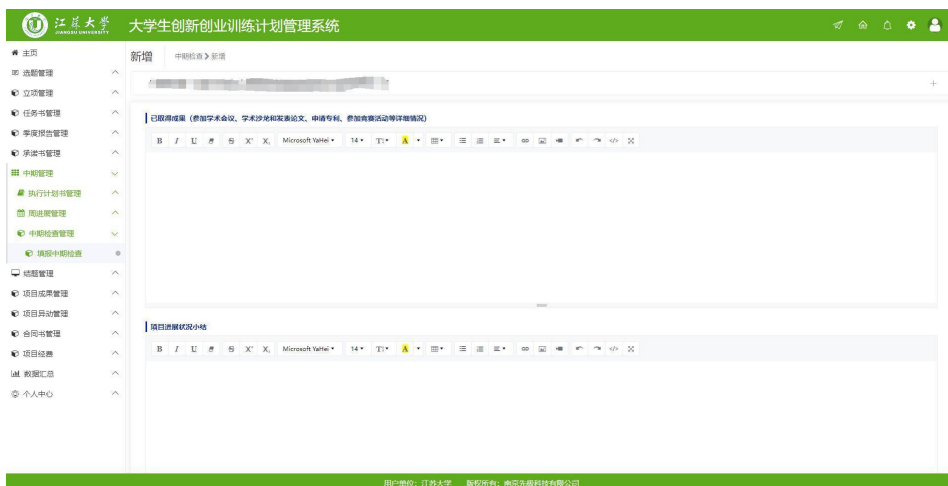 江苏大学
JIANGSU UNIVERSITY
大学生创新创业训练计划管理系统
主页
选题管理
立项管理
任务书管理
季度报告管理
承诺书管理
中期管理
执行计划书管理
周进展管理
中期检查管理
填报中期检查
结题管理
项目成果管理
项目异动管理
合同书管理
项目经费
数据汇总
个人中心
新增 中期检查 新增
已取得成果（参加学术会议、学术沙龙和发表论文、申请专利、参加竞赛活动等详细情况）
B I U S X X Microsoft YaHei 14 A
项目进展状况小结
B I U S X X Microsoft YaHei 14 A
用户单位：江苏大学 版权所有：南京先极科技有限公司